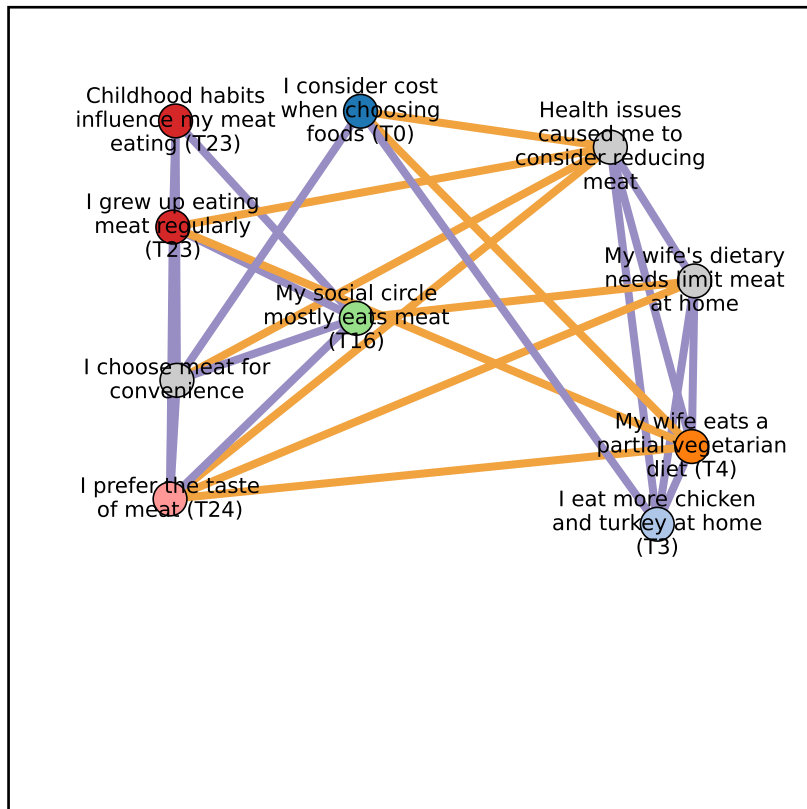 Childhood habits
influence my meat
eating (T23)
I consider cost
when choosing
foods (T0)
Health issues
caused me to
consider reducing
meat
I grew up eating
meat regularly
(T23)
My wife's dietary
needs limit meat
at home
My social circle
mostly eats meat
(T16)
I choose meat for
convenience
My wife eats a
partial vegetarian
diet (T4)
I prefer the taste
of meat (T24)
I eat more chicken
and turkey at home
(T3)